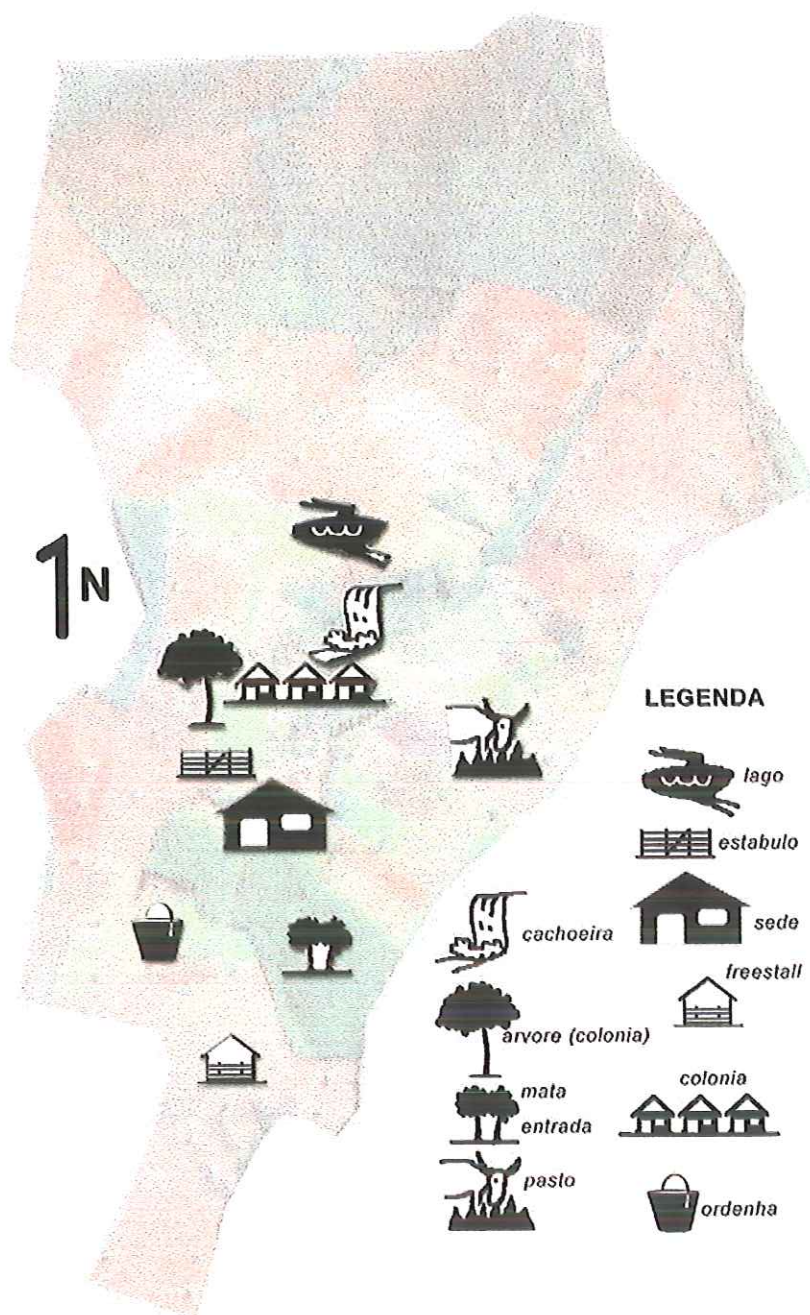 N
LEGENDA
lago
estabulo
sede
freestall
cachoeira
arvore (colonia)
mata
entrada
pasto
colonia
ordenha